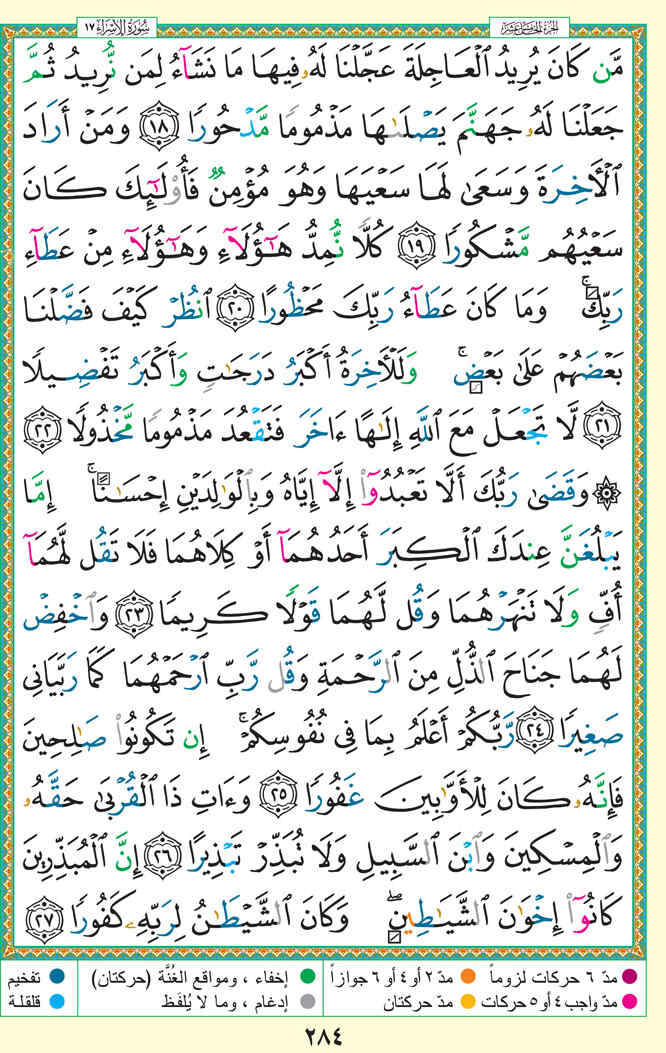 سُورَةُ الإِسْرَاءِ ١٧
الجُزْءُ الخَامِسَ عَشَرَ
مَّن كَانَ يُرِيدُ ٱلۡعَاجِلَةَ عَجَّلۡنَا لَهُۥ فِيهَا مَا نَشَآءُ لِمَن نُّرِيدُ ثُمَّ
جَعَلۡنَا لَهُۥ جَهَنَّمَ يَصۡلَىٰهَا مَذۡمُومٗا مَّدۡحُورٗا ١٨ وَمَنۡ أَرَادَ
ٱلۡأٓخِرَةَ وَسَعَىٰ لَهَا سَعۡيَهَا وَهُوَ مُؤۡمِنٞ فَأُوْلَٰٓئِكَ كَانَ
سَعۡيُهُم مَّشۡكُورٗا ١٩ كُلّٗا نُّمِدُّ هَٰٓؤُلَآءِ وَهَٰٓؤُلَآءِ مِنۡ عَطَآءِ
رَبِّكَۚ وَمَا كَانَ عَطَآءُ رَبِّكَ مَحۡظُورًا ٢٠ ٱنظُرۡ كَيۡفَ فَضَّلۡنَا
بَعۡضَهُمۡ عَلَىٰ بَعۡضٖۚ وَلَلۡأٓخِرَةُ أَكۡبَرُ دَرَجَٰتٖ وَأَكۡبَرُ تَفۡضِيلٗا
٢١ لَّا تَجۡعَلۡ مَعَ ٱللَّهِ إِلَٰهًا ءَاخَرَ فَتَقۡعُدَ مَذۡمُومٗا مَّخۡذُولٗا ٢٢
۞ وَقَضَىٰ رَبُّكَ أَلَّا تَعۡبُدُوٓاْ إِلَّآ إِيَّاهُ وَبِٱلۡوَٰلِدَيۡنِ إِحۡسَٰنًاۚ إِمَّا
يَبۡلُغَنَّ عِندَكَ ٱلۡكِبَرَ أَحَدُهُمَآ أَوۡ كِلَاهُمَا فَلَا تَقُل لَّهُمَآ
أُفّٖ وَلَا تَنۡهَرۡهُمَا وَقُل لَّهُمَا قَوۡلٗا كَرِيمٗا ٢٣ وَٱخۡفِضۡ
لَهُمَا جَنَاحَ ٱلذُّلِّ مِنَ ٱلرَّحۡمَةِ وَقُل رَّبِّ ٱرۡحَمۡهُمَا كَمَا رَبَّيَانِي
صَغِيرٗا ٢٤ رَّبُّكُمۡ أَعۡلَمُ بِمَا فِي نُفُوسِكُمۡۚ إِن تَكُونُواْ صَٰلِحِينَ
فَإِنَّهُۥ كَانَ لِلۡأَوَّٰبِينَ غَفُورٗا ٢٥ وَءَاتِ ذَا ٱلۡقُرۡبَىٰ حَقَّهُۥ
وَٱلۡمِسۡكِينَ وَٱبۡنَ ٱلسَّبِيلِ وَلَا تُبَذِّرۡ تَبۡذِيرًا ٢٦ إِنَّ ٱلۡمُبَذِّرِينَ
كَانُوٓاْ إِخۡوَٰنَ ٱلشَّيَٰطِينِۖ وَكَانَ ٱلشَّيۡطَٰنُ لِرَبِّهِۦ كَفُورٗا ٢٧
مدّ ٦ حركات لزوماً مدّ ٢ أو ٤ أو ٦ جوازاً إخفاء ، ومواقع الغُنَّة (حركتان) تفخيم
مدّ واجب ٤ أو ٥ حركات مدّ حركتان إدغام ، وما لا يُلفَظ قلقلة
٢٨٤